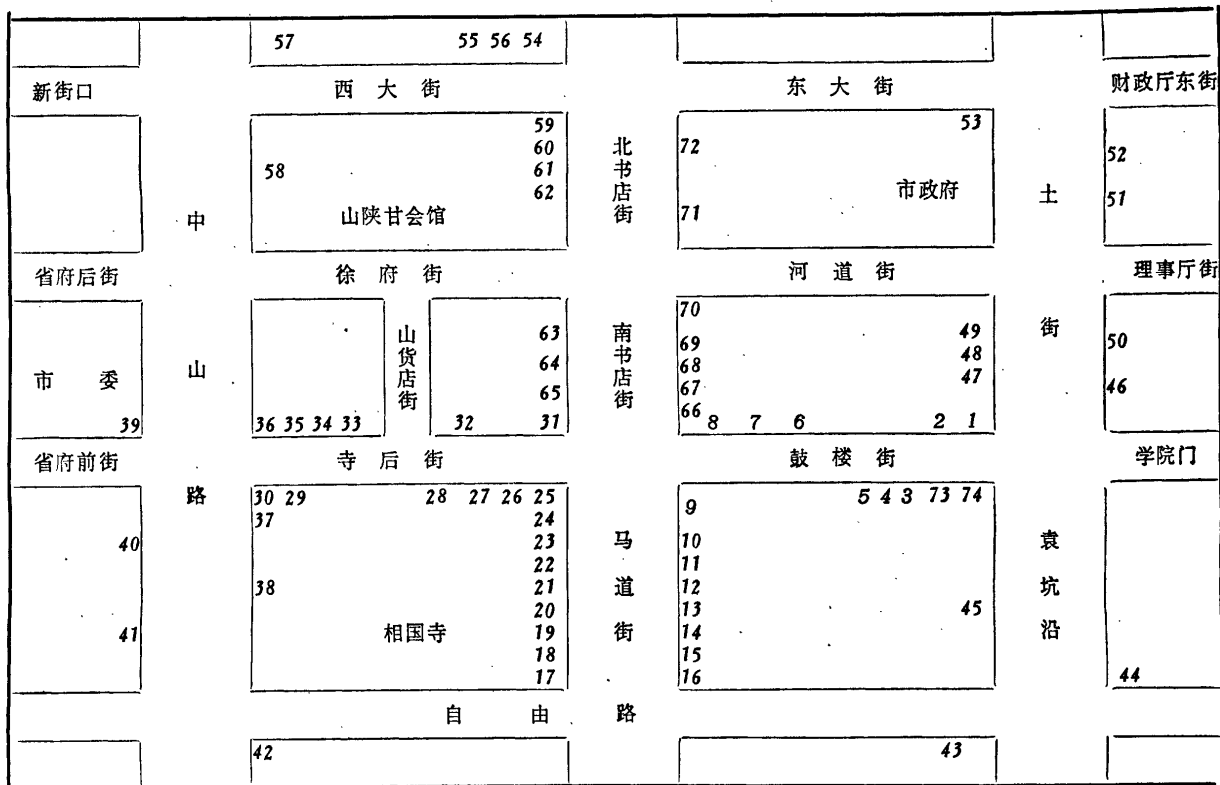 57 55 56 54
新街口 西大街 东大街 财政厅东街
59 53
60 北书店街 72
58 61 52
62 市政府 51
中山路 山陕甘会馆 71 土街
省府后街 徐府街 河道街 理事厅街
70
63 49
山货店街 南书店街 69 48 50
64 68
市委 65 67 47 46
66
39 36 35 34 33 32 31 8 7 6 2 1
省府前街 寺后街 鼓楼街 学院门
30 29 28 27 26 25 5 4 3 73 74
37 24 9
40 23 马道街 10 袁坑沿
22 11
38 21 12
20 13 45
41 相国寺 19 14
18 15
17 16 44
自由路
42 43